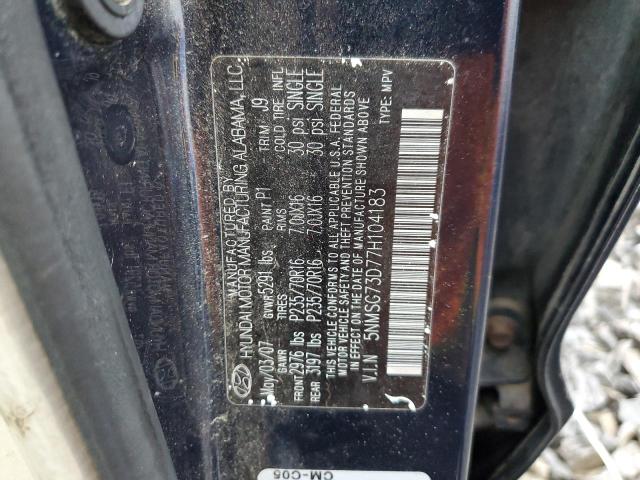 MANUFACTURED BY
HYUNDAI MOTOR MANUFACTURING ALABAMA, LLC.
May/03/07 GVWR 5291 lbs PAINT P1 TRIM J9
GAWR TIRES RIMS COLD TIRE INFL
FRONT 2976 lbs P235/70R16 7.0JX16 30 psi SINGLE
REAR 3197 lbs P235/70R16 7.0JX16 30 psi SINGLE
THIS VEHICLE CONFORMS TO ALL APPLICABLE U.S.A. FEDERAL
MOTOR VEHICLE SAFETY AND THEFT PREVENTION STANDARDS
IN EFFECT ON THE DATE OF MANUFACTURE SHOWN ABOVE
V.I.N 5NMSG73D77H104183 TYPE: MPV
CM-C05